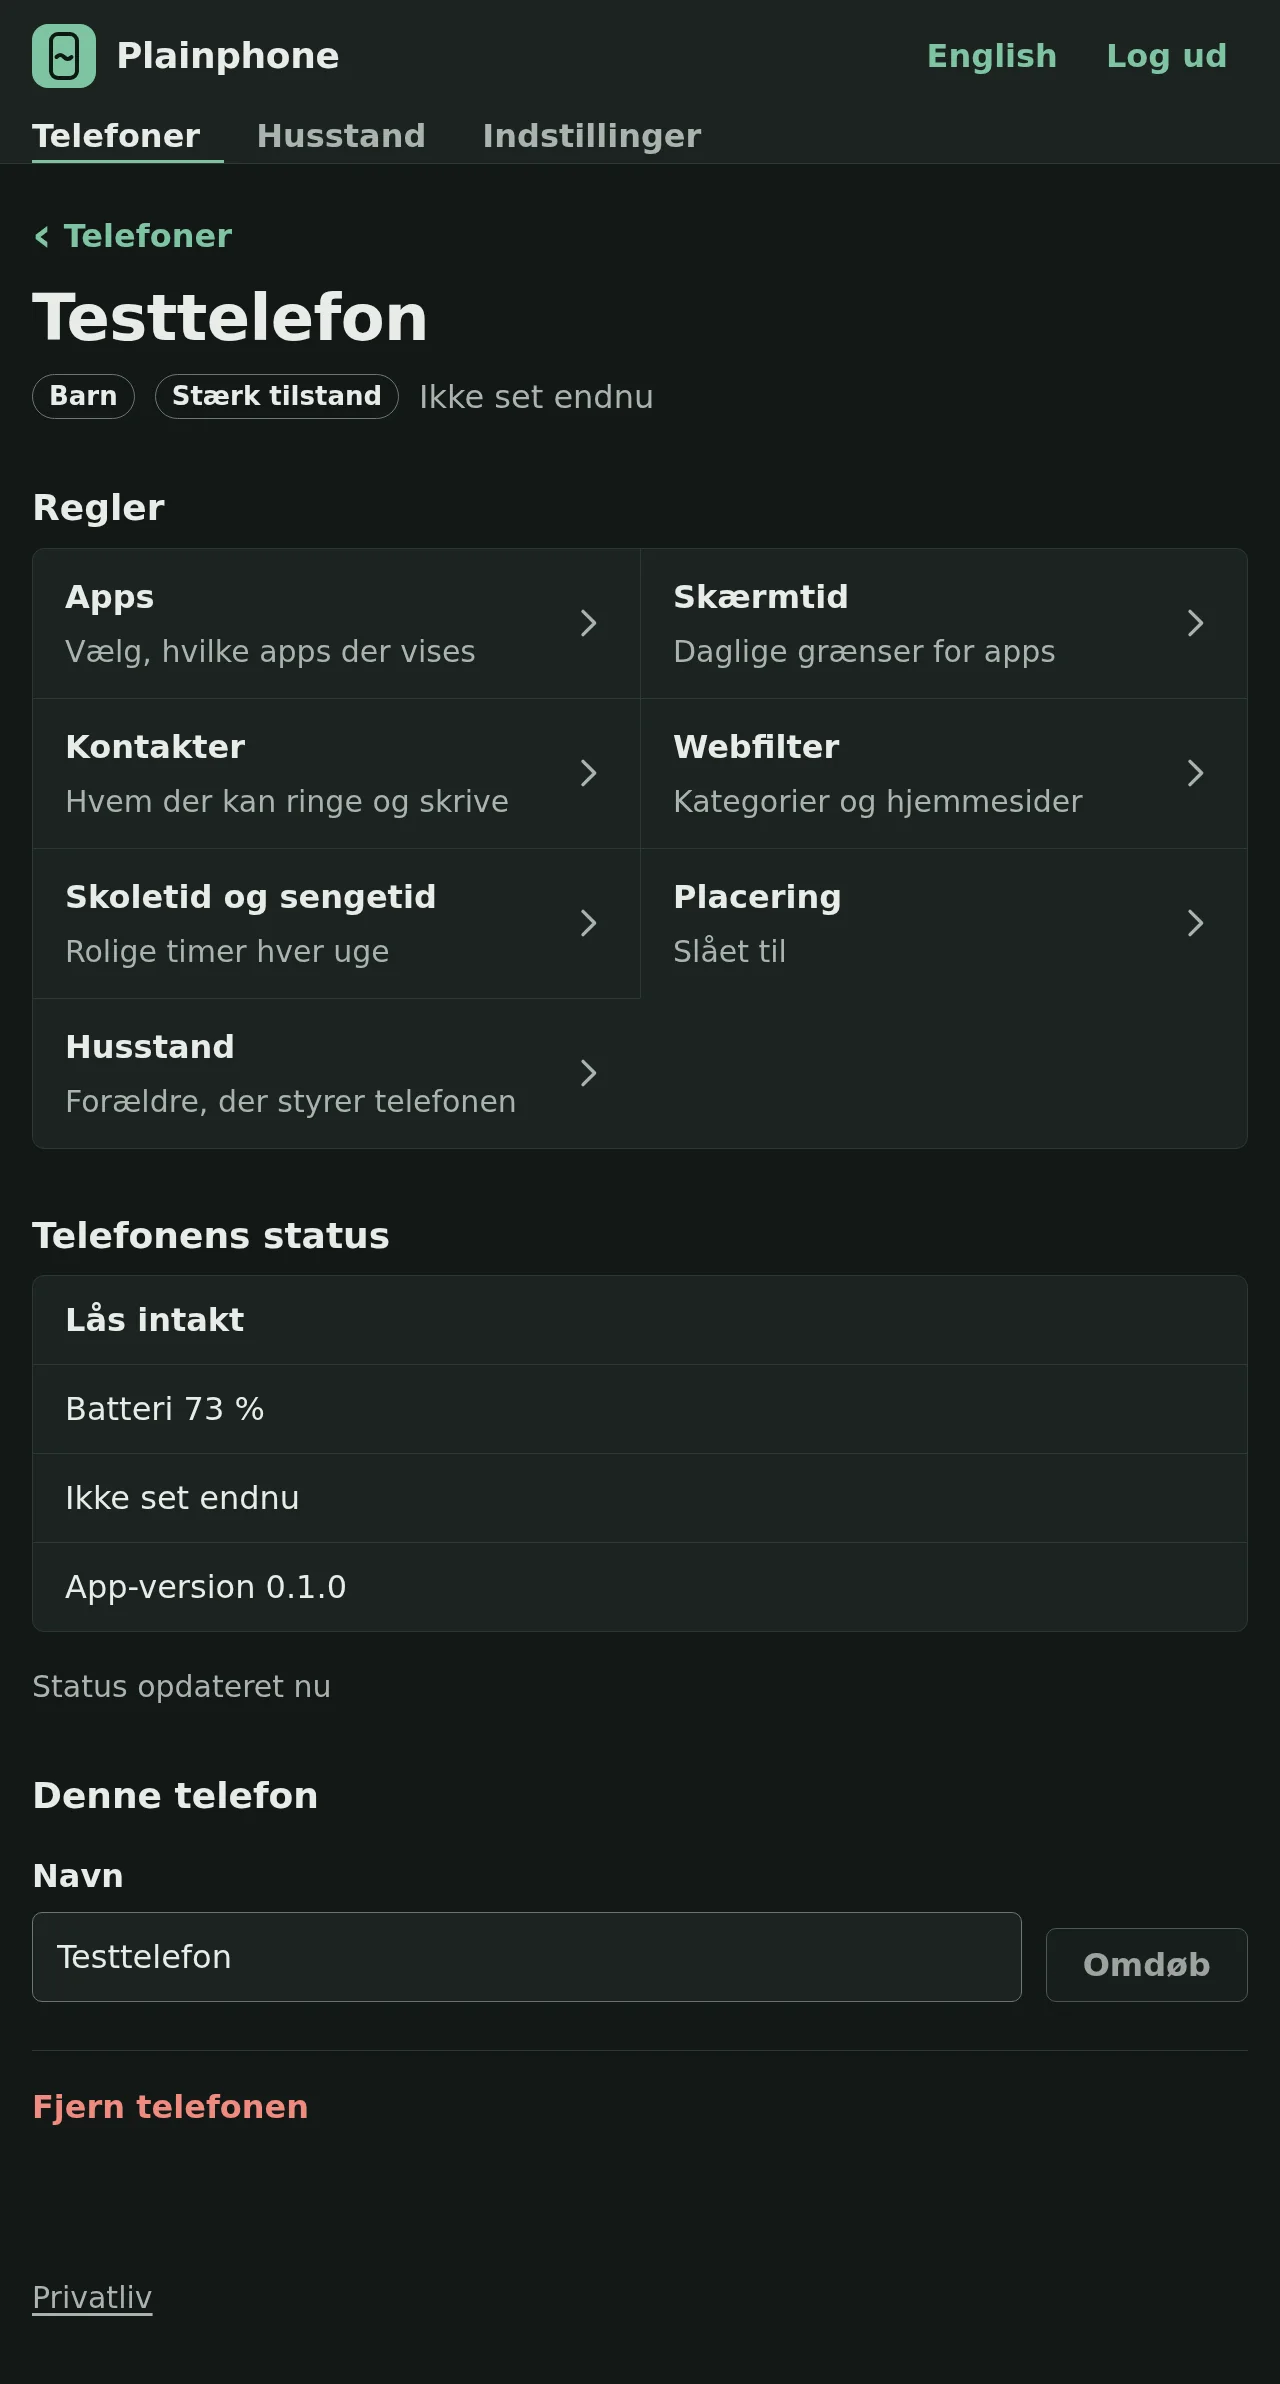 Plainphone
English
Log ud
Telefoner
Husstand
Indstillinger
‹ Telefoner
Testtelefon
Barn
Stærk tilstand
Ikke set endnu
Regler
Apps
Vælg, hvilke apps der vises
Skærmtid
Daglige grænser for apps
Kontakter
Hvem der kan ringe og skrive
Webfilter
Kategorier og hjemmesider
Skoletid og sengetid
Rolige timer hver uge
Placering
Slået til
Husstand
Forældre, der styrer telefonen
Telefonens status
Lås intakt
Batteri 73 %
Ikke set endnu
App-version 0.1.0
Status opdateret nu
Denne telefon
Navn
Testtelefon
Omdøb
Fjern telefonen
Privatliv